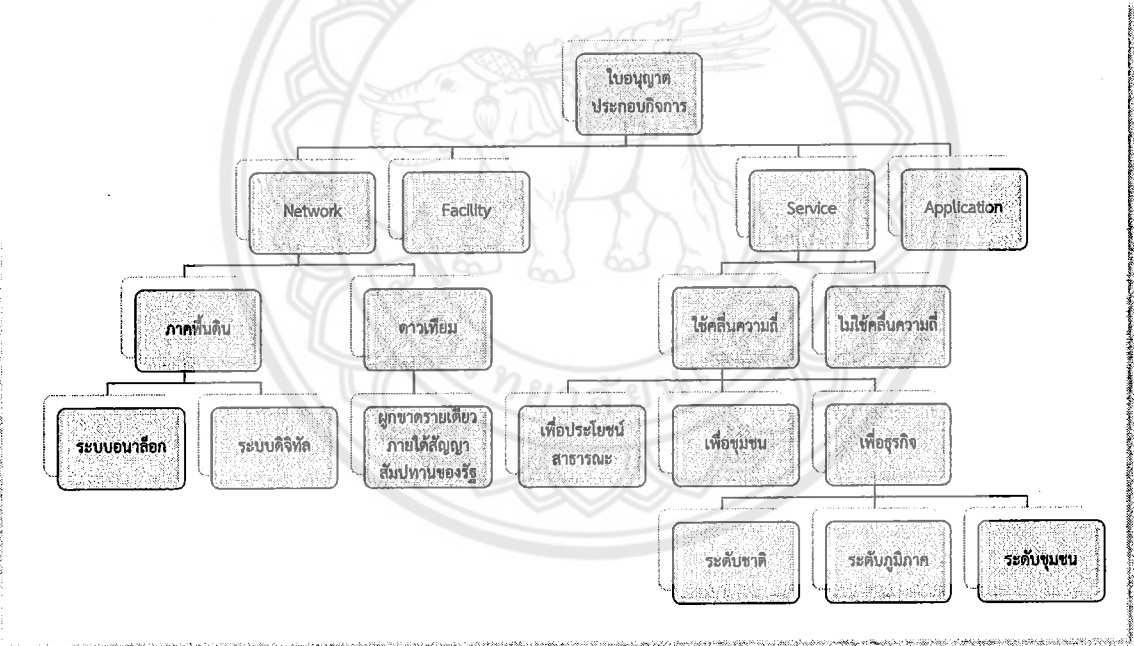 ใบอนุญาต
ประกอบกิจการ
Network
Facility
Service
Application
ภาคพื้นดิน
ดาวเทียม
ใช้คลื่นความถี่
ไม่ใช้คลื่นความถี่
ระบบอนาล็อก
ระบบดิจิทัล
ผูกขาดรายเดียว
ภายใต้สัญญา
สัมปทานของรัฐ
เพื่อประโยชน์
สาธารณะ
เพื่อชุมชน
เพื่อธุรกิจ
ระดับชาติ
ระดับภูมิภาค
ระดับชุมชน